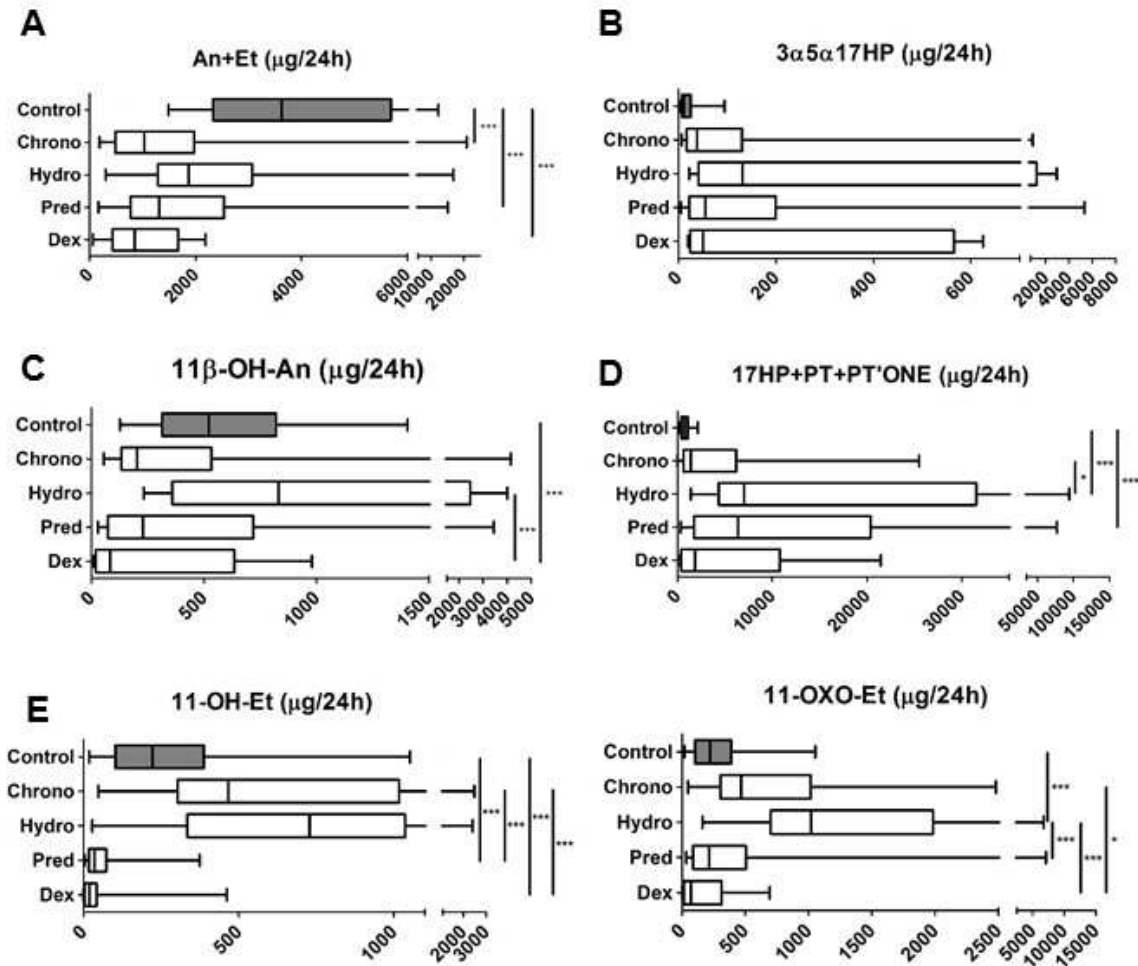 A
An+Et (μg/24h)
Control
Chrono
Hydro
Pred
Dex
0
2000
4000
6000
10000
20000
***
***
***
B
3α5α17HP (μg/24h)
Control
Chrono
Hydro
Pred
Dex
0
200
400
600
2000
4000
6000
8000
C
11β-OH-An (μg/24h)
Control
Chrono
Hydro
Pred
Dex
0
500
1000
1500
2000
3000
4000
5000
***
***
D
17HP+PT+PT'ONE (μg/24h)
Control
Chrono
Hydro
Pred
Dex
0
10000
20000
30000
50000
100000
150000
*
***
***
E
11-OH-Et (μg/24h)
Control
Chrono
Hydro
Pred
Dex
0
500
1000
2000
3000
***
***
***
***
11-OXO-Et (μg/24h)
Control
Chrono
Hydro
Pred
Dex
0
500
1000
1500
2000
2500
5000
10000
15000
***
***
***
*